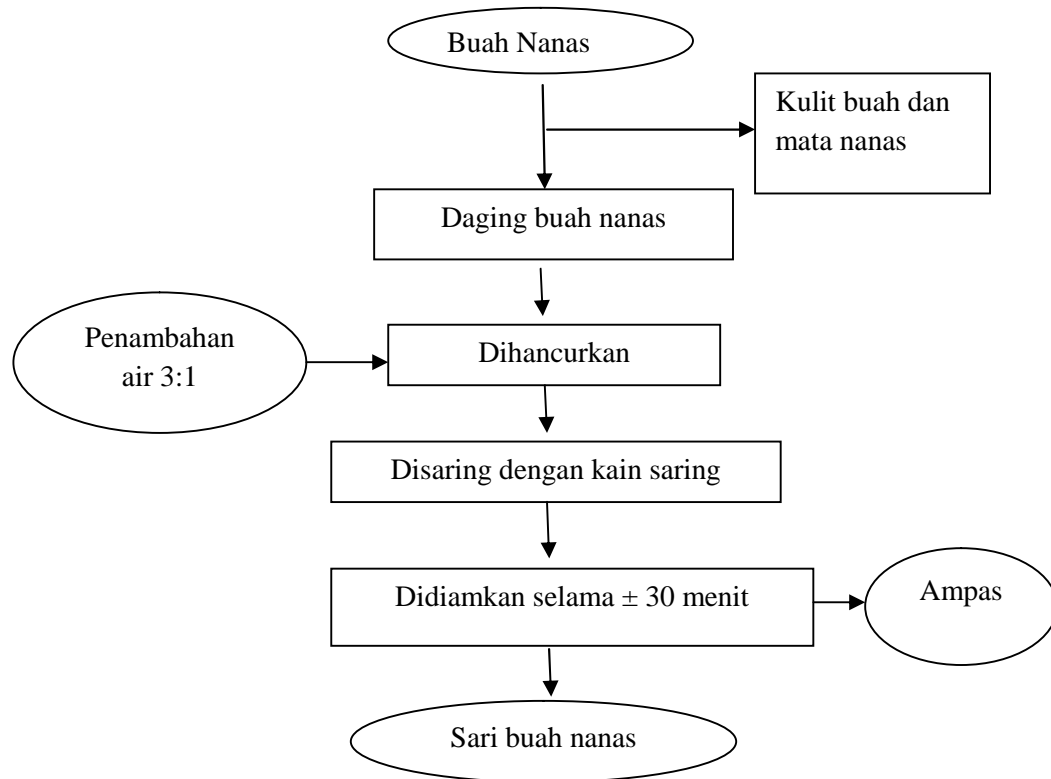 Buah Nanas
Kulit buah dan
mata nanas
Daging buah nanas
Penambahan
air 3:1
Dihancurkan
Disaring dengan kain saring
Didiamkan selama ± 30 menit
Ampas
Sari buah nanas